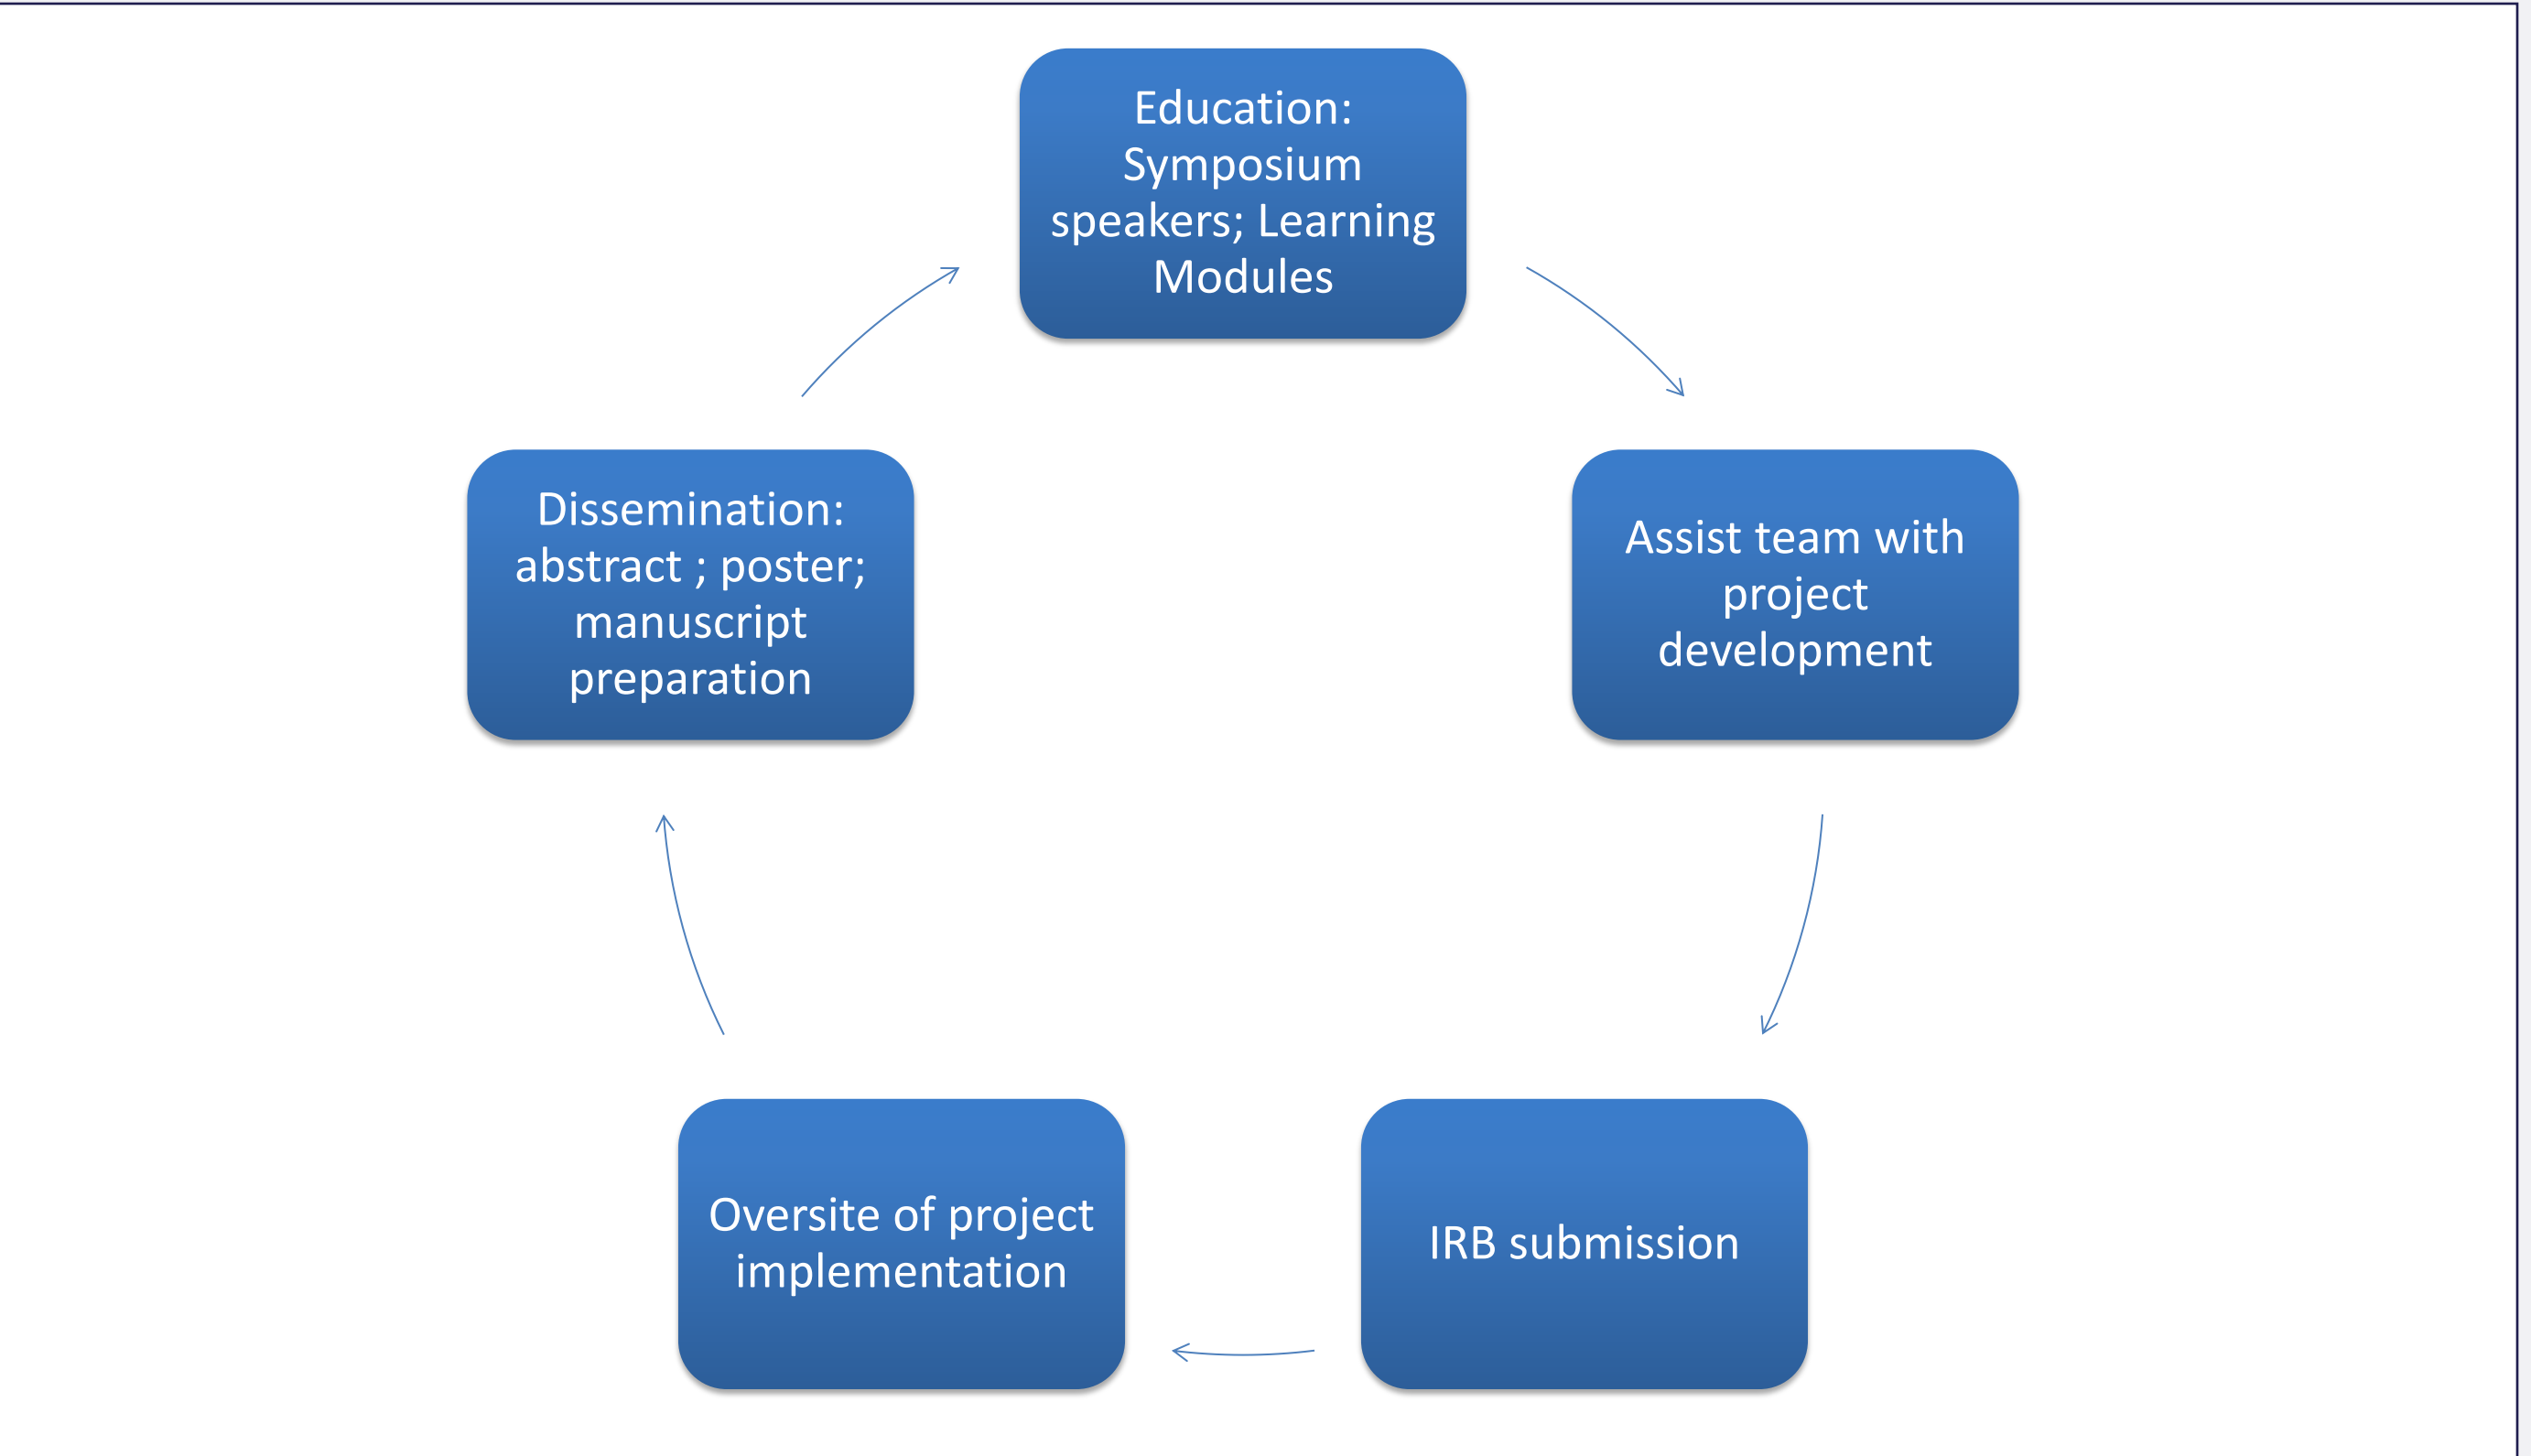 Education:
Symposium
speakers; Learning
Modules
Assist team with
project
development
IRB submission
Oversite of project
implementation
Dissemination:
abstract ; poster;
manuscript
preparation